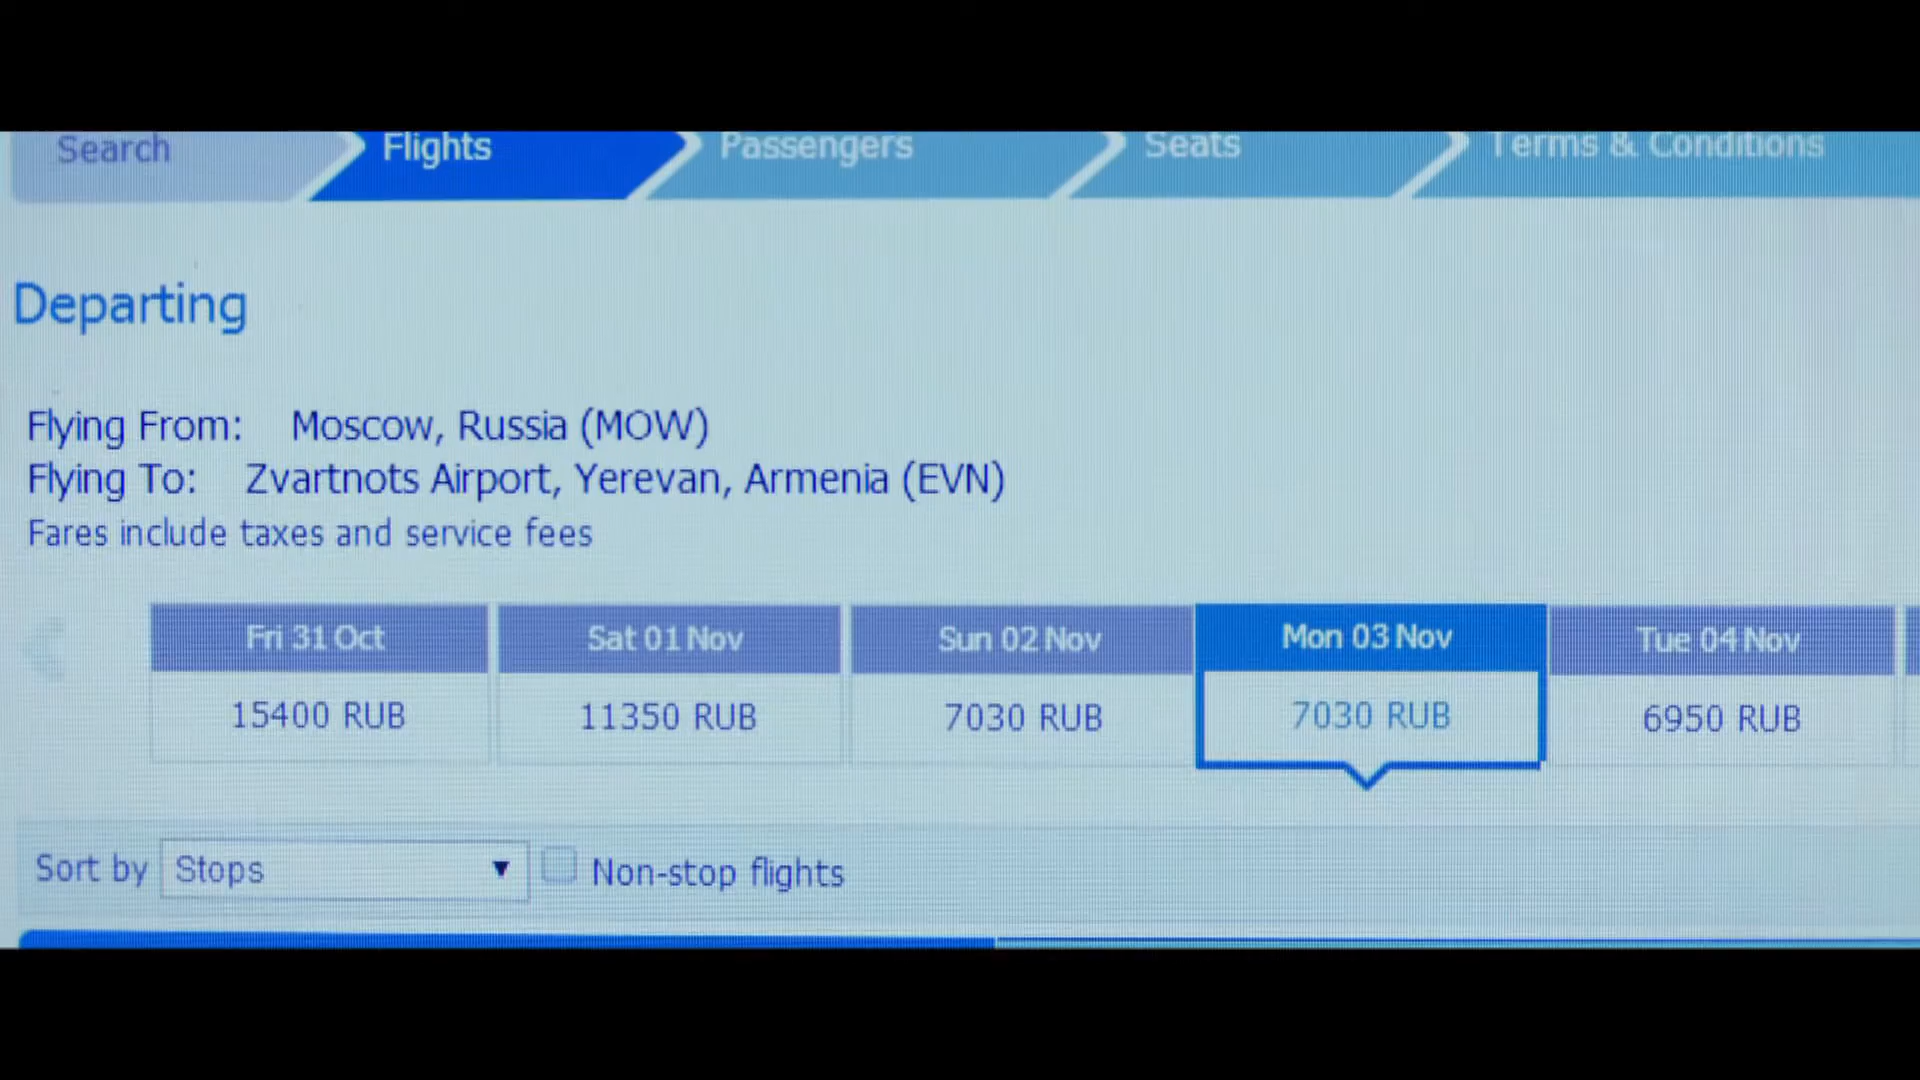 Search Flights Passengers Seats Terms & Conditions
Departing
Flying From: Moscow, Russia (MOW)
Flying To: Zvartnots Airport, Yerevan, Armenia (EVN)
Fares include taxes and service fees
Fri 31 Oct Sat 01 Nov Sun 02 Nov Mon 03 Nov Tue 04 Nov
15400 RUB 11350 RUB 7030 RUB 7030 RUB 6950 RUB
Sort by Stops Non-stop flights